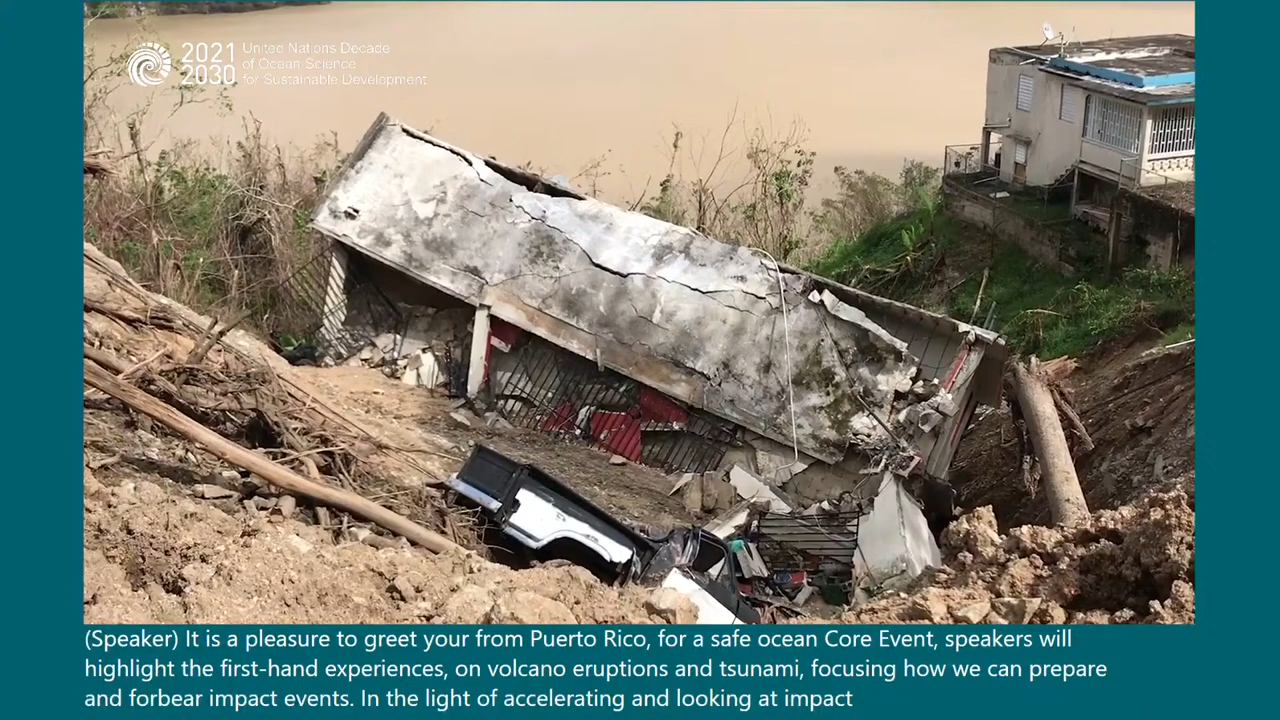 2021
2030
United Nations Decade
of Ocean Science
for Sustainable Development
(Speaker) It is a pleasure to greet your from Puerto Rico, for a safe ocean Core Event, speakers will
highlight the first-hand experiences, on volcano eruptions and tsunami, focusing how we can prepare
and forbear impact events. In the light of accelerating and looking at impact